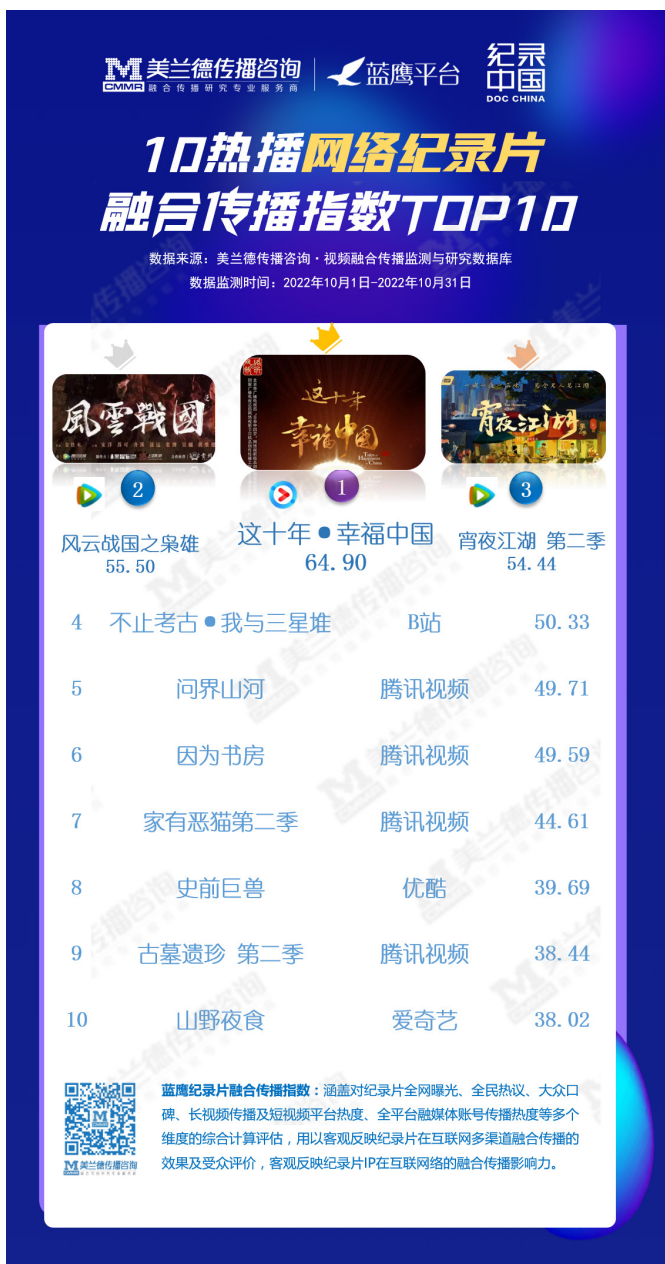 美兰德传播咨询
CMMR 融合传播研究专业服务商
蓝鹰平台
纪录中国
DOC CHINA
10热播网络纪录片
融合传播指数TOP10
数据来源：美兰德传播咨询·视频融合传播监测与研究数据库
数据监测时间：2022年10月1日-2022年10月31日
風雲戰國
这十年
幸福中国
宵夜江湖
2
1
3
风云战国之枭雄
55.50
这十年●幸福中国
64.90
宵夜江湖 第二季
54.44
4 不止考古●我与三星堆 B站 50.33
5 问界山河 腾讯视频 49.71
6 因为书房 腾讯视频 49.59
7 家有恶猫第二季 腾讯视频 44.61
8 史前巨兽 优酷 39.69
9 古墓遗珍 第二季 腾讯视频 38.44
10 山野夜食 爱奇艺 38.02
蓝鹰纪录片融合传播指数：涵盖对纪录片全网曝光、全民热议、大众口
碑、长视频传播及短视频平台热度、全平台融媒体账号传播热度等多个
维度的综合计算评估，用以客观反映纪录片在互联网多渠道融合传播的
效果及受众评价，客观反映纪录片IP在互联网络的融合传播影响力。
美兰德传播咨询